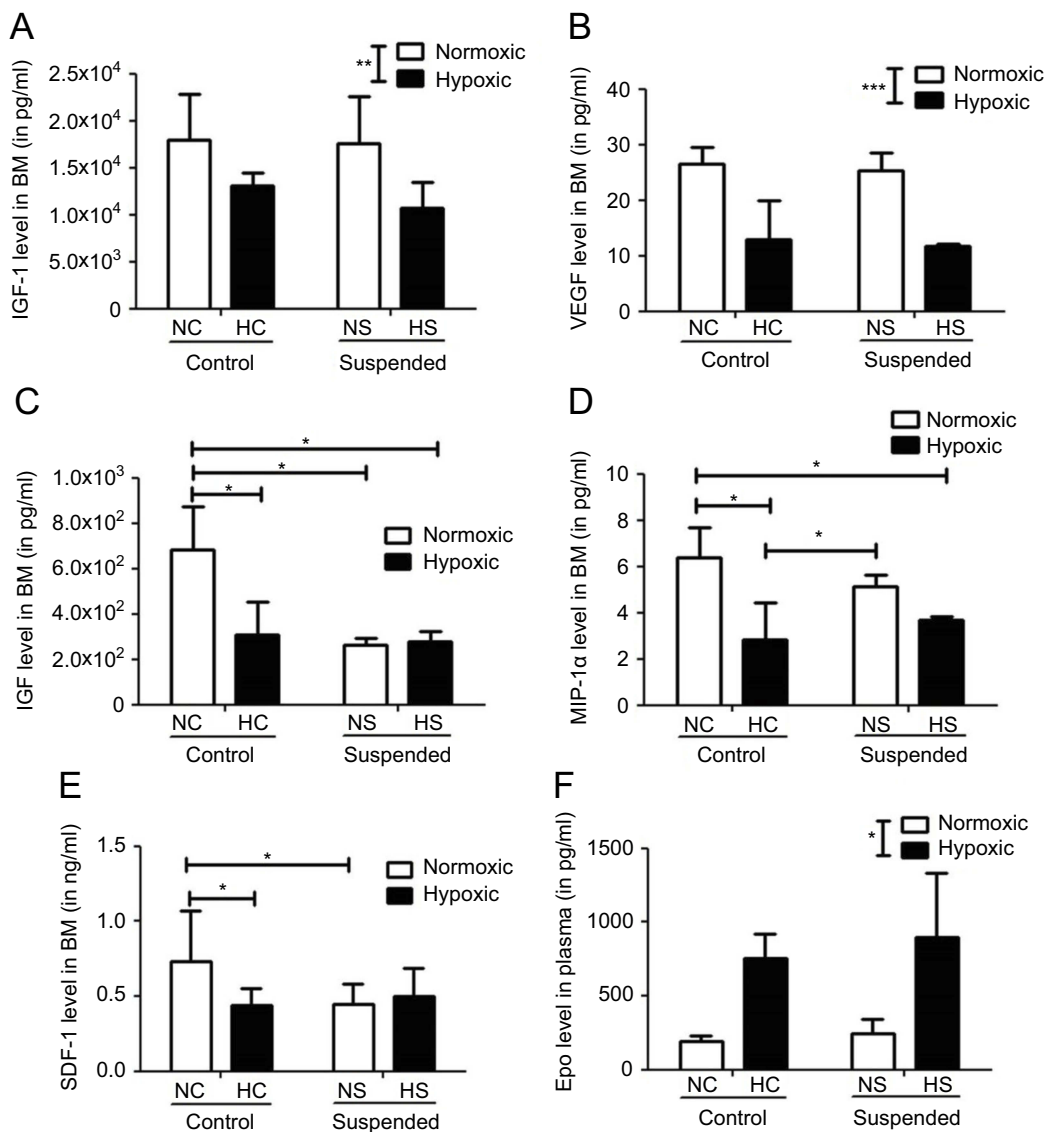 A
IGF-1 level in BM (in pg/ml)
2.5x10⁴
2.0x10⁴
1.5x10⁴
1.0x10⁴
5.0x10³
0
**
Normoxic
Hypoxic
NC HC NS HS
Control Suspended
B
VEGF level in BM (in pg/ml)
40
30
20
10
0
***
Normoxic
Hypoxic
NC HC NS HS
Control Suspended
C
IGF level in BM (in pg/ml)
1.0x10³
8.0x10²
6.0x10²
4.0x10²
2.0x10²
0
*
*
*
Normoxic
Hypoxic
NC HC NS HS
Control Suspended
D
MIP-1α level in BM (in pg/ml)
10
8
6
4
2
0
Normoxic
Hypoxic
*
*
*
NC HC NS HS
Control Suspended
E
SDF-1 level in BM (in ng/ml)
1.5
1.0
0.5
0.0
*
*
Normoxic
Hypoxic
NC HC NS HS
Control Suspended
F
Epo level in plasma (in pg/ml)
1500
1000
500
0
*
Normoxic
Hypoxic
NC HC NS HS
Control Suspended